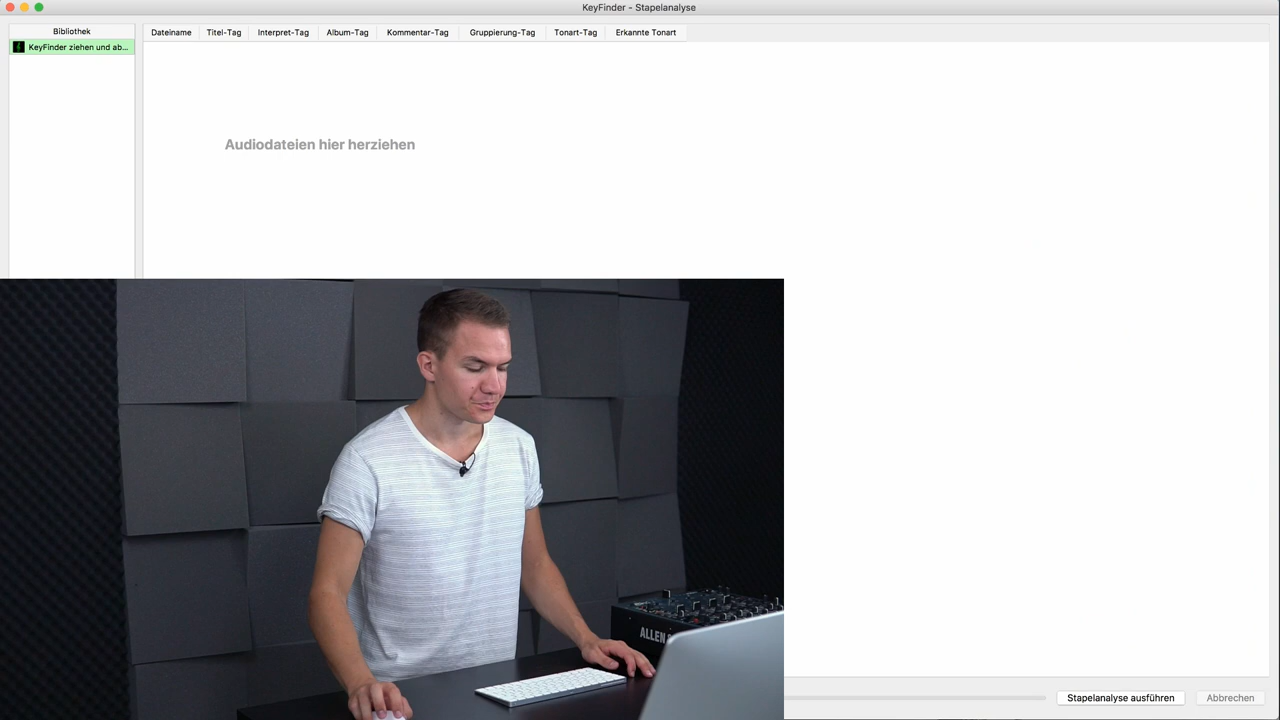 KeyFinder - Stapelanalyse
Bibliothek
KeyFinder ziehen und ab...
Dateiname Titel-Tag Interpret-Tag Album-Tag Kommentar-Tag Gruppierung-Tag Tonart-Tag Erkannte Tonart
Audiodateien hier herziehen
ALLEN
Stapelanalyse ausführen Abbrechen